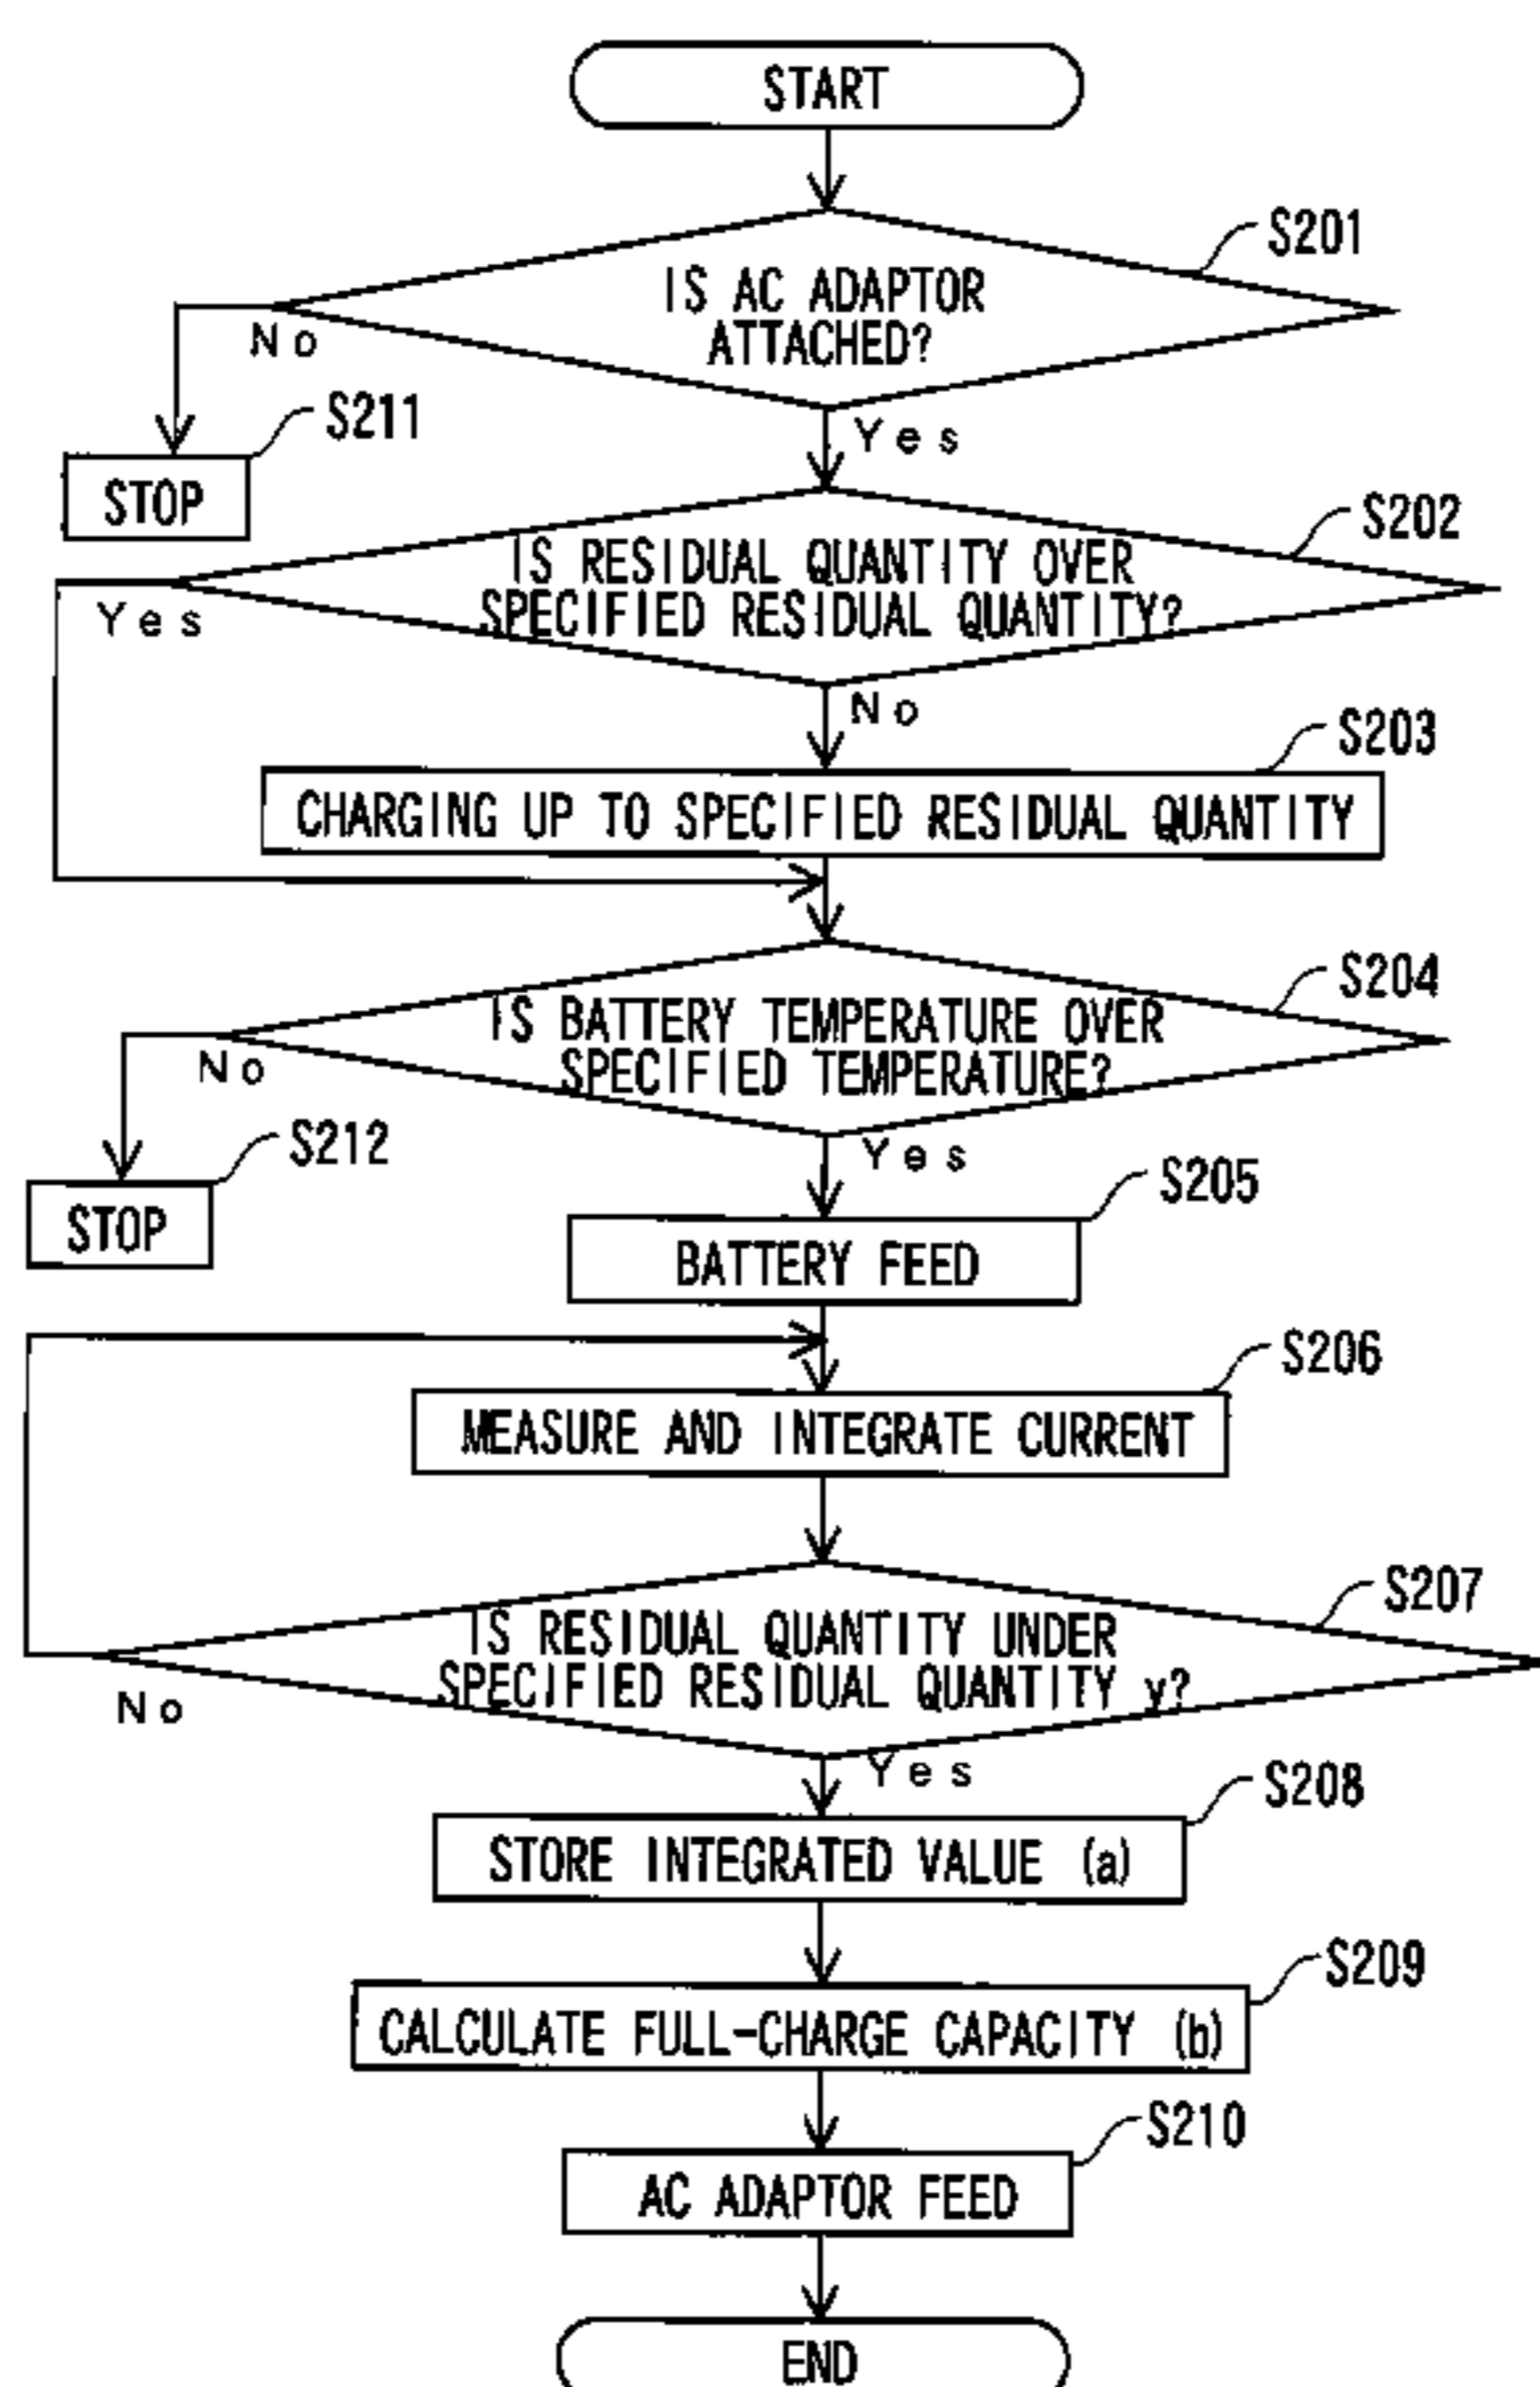 START
S201
IS AC ADAPTOR
ATTACHED?
No
Yes
S211
STOP
S202
IS RESIDUAL QUANTITY OVER
SPECIFIED RESIDUAL QUANTITY?
Yes
No
S203
CHARGING UP TO SPECIFIED RESIDUAL QUANTITY
S204
IS BATTERY TEMPERATURE OVER
SPECIFIED TEMPERATURE?
No
Yes
S212
STOP
S205
BATTERY FEED
S206
MEASURE AND INTEGRATE CURRENT
S207
IS RESIDUAL QUANTITY UNDER
SPECIFIED RESIDUAL QUANTITY y?
No
Yes
S208
STORE INTEGRATED VALUE (a)
S209
CALCULATE FULL-CHARGE CAPACITY (b)
S210
AC ADAPTOR FEED
END